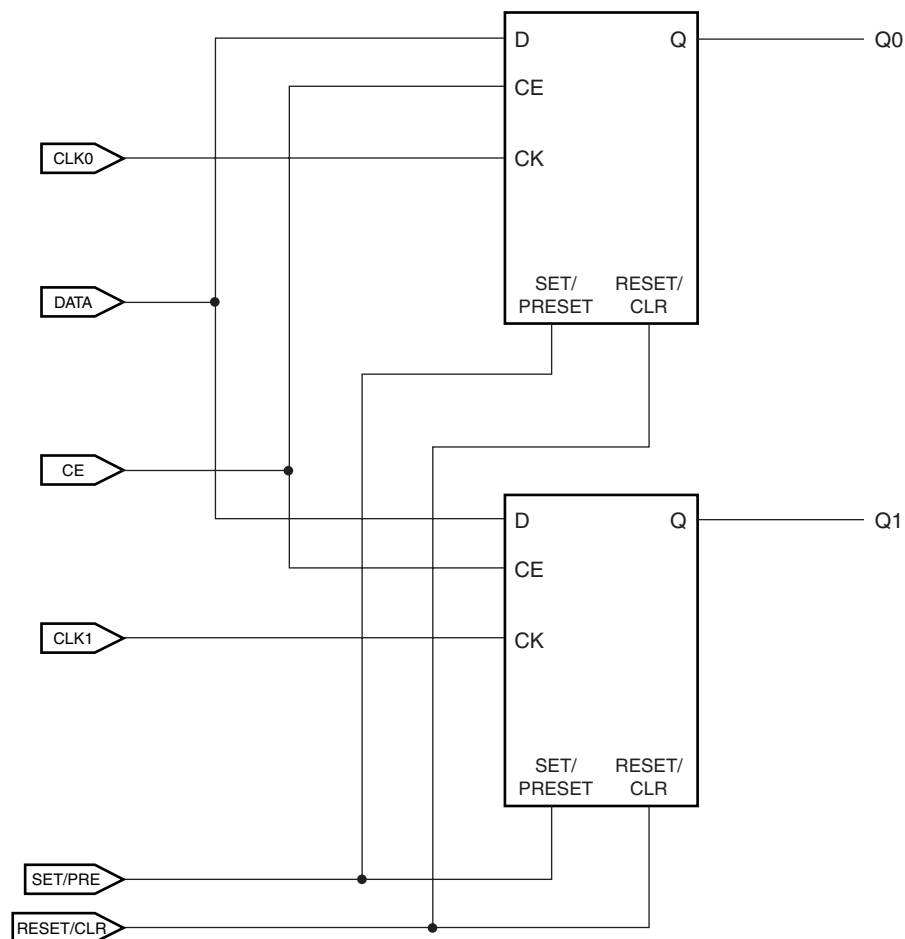 D
Q
Q0
CE
CLK0
CK
SET/
PRESET
RESET/
CLR
DATA
CE
D
Q
Q1
CE
CLK1
CK
SET/
PRESET
RESET/
CLR
SET/PRE
RESET/CLR